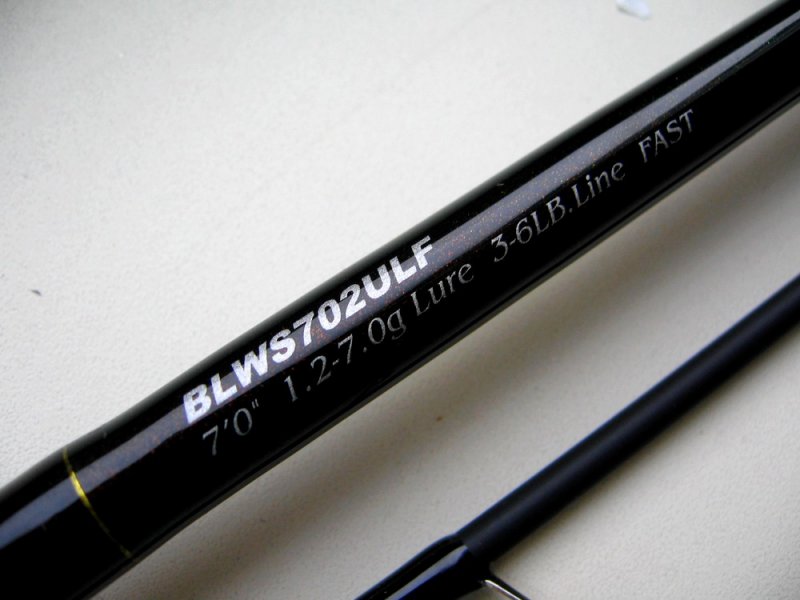 BLWS702ULF
7'0" 1.2-7.0g Lure 3-6LB.Line FAST